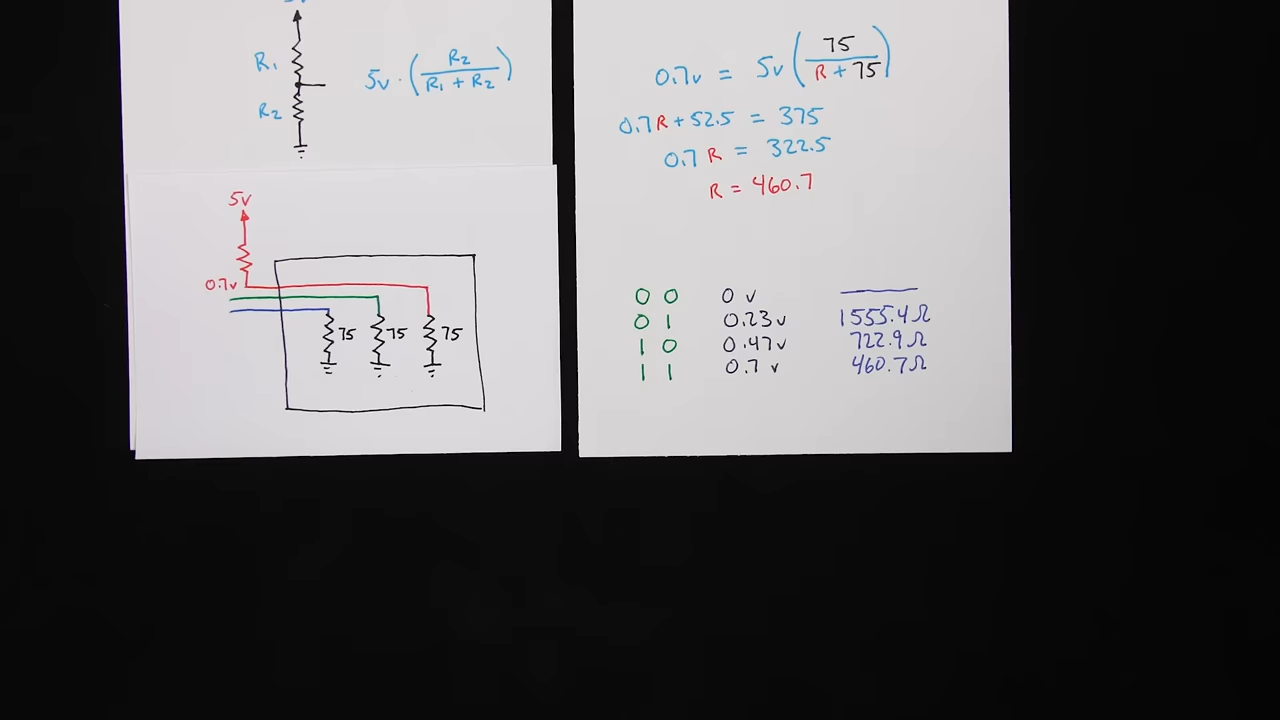 5v
R₁
R₂
5v · (R₂ / (R₁ + R₂))
5v
0.7v
75 75 75
0.7v = 5v (75 / (R + 75))
0.7R + 52.5 = 375
0.7 R = 322.5
R = 460.7
0 0 0 v ——
0 1 0.23v 1555.4Ω
1 0 0.47v 722.9Ω
1 1 0.7 v 460.7Ω